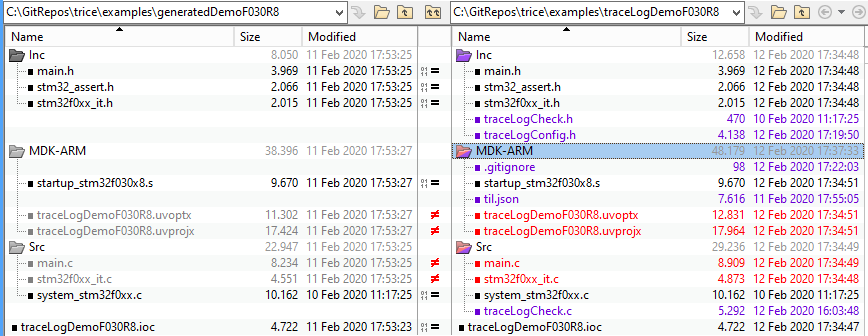 C:\GitRepos\trice\examples\generatedDemoF030R8 C:\GitRepos\trice\examples\traceLogDemoF030R8
Name Size Modified Name Size Modified
Inc 8.050 11 Feb 2020 17:53:25 Inc 12.658 12 Feb 2020 17:34:48
main.h 3.969 11 Feb 2020 17:53:25 = main.h 3.969 12 Feb 2020 17:34:48
stm32_assert.h 2.066 11 Feb 2020 17:53:25 = stm32_assert.h 2.066 12 Feb 2020 17:34:48
stm32f0xx_it.h 2.015 11 Feb 2020 17:53:25 = stm32f0xx_it.h 2.015 12 Feb 2020 17:34:48
traceLogCheck.h 470 10 Feb 2020 11:17:25
traceLogConfig.h 4.138 12 Feb 2020 17:19:50
MDK-ARM 38.396 11 Feb 2020 17:53:27 MDK-ARM 48.179 12 Feb 2020 17:37:33
.gitignore 98 12 Feb 2020 17:22:03
startup_stm32f030x8.s 9.670 11 Feb 2020 17:53:27 = startup_stm32f030x8.s 9.670 12 Feb 2020 17:34:51
til.json 7.616 11 Feb 2020 17:55:05
traceLogDemoF030R8.uvoptx 11.302 11 Feb 2020 17:53:27 ≠ traceLogDemoF030R8.uvoptx 12.831 12 Feb 2020 17:34:51
traceLogDemoF030R8.uvprojx 17.424 11 Feb 2020 17:53:27 ≠ traceLogDemoF030R8.uvprojx 17.964 12 Feb 2020 17:34:51
Src 22.947 11 Feb 2020 17:53:25 Src 29.236 12 Feb 2020 17:34:49
main.c 8.234 11 Feb 2020 17:53:25 ≠ main.c 8.909 12 Feb 2020 17:34:49
stm32f0xx_it.c 4.551 11 Feb 2020 17:53:25 ≠ stm32f0xx_it.c 4.873 12 Feb 2020 17:34:48
system_stm32f0xx.c 10.162 10 Feb 2020 11:17:25 = system_stm32f0xx.c 10.162 10 Feb 2020 11:17:25
traceLogCheck.c 5.292 12 Feb 2020 16:03:48
traceLogDemoF030R8.ioc 4.722 11 Feb 2020 17:53:23 = traceLogDemoF030R8.ioc 4.722 12 Feb 2020 17:34:47